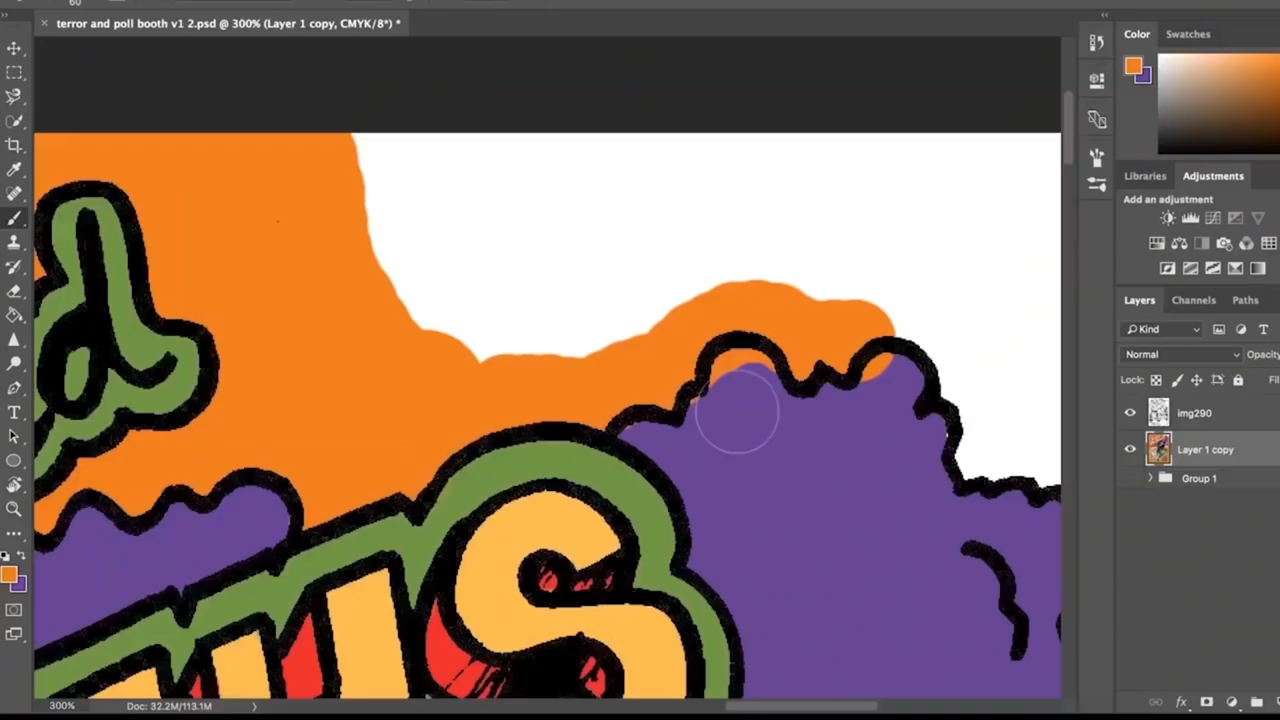 60
terror and poll booth v1 2.psd @ 300% (Layer 1 copy, CMYK/8*) *
Color Swatches
Libraries Adjustments
Add an adjustment
Layers Channels Paths
Kind
Normal Opacity
Lock:
img290
Layer 1 copy
Group 1
d
US
300% Doc: 32.2M/113.1M